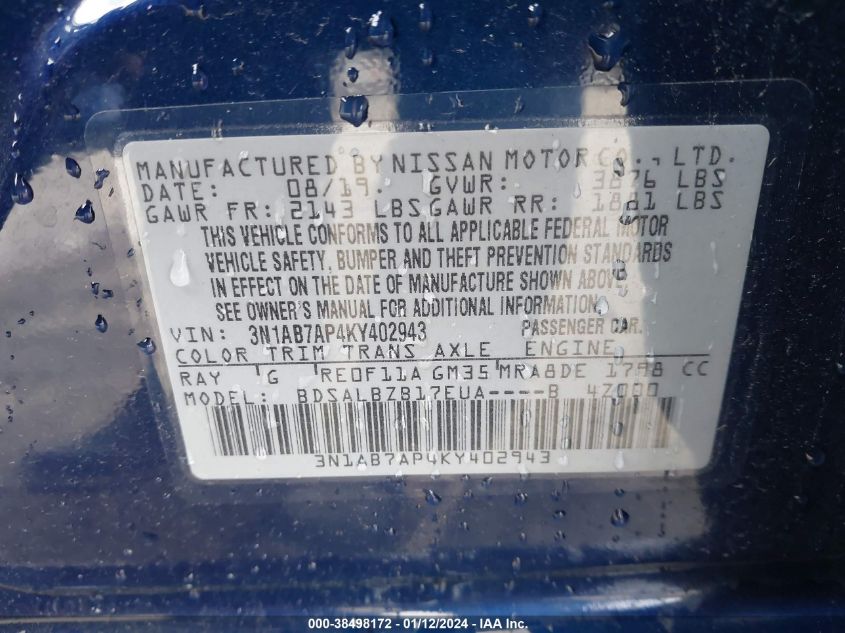 MANUFACTURED BY NISSAN MOTOR CO., LTD.
DATE: 08/19 GVWR: 3876 LBS
GAWR FR: 2143 LBS GAWR RR: 1881 LBS
THIS VEHICLE CONFORMS TO ALL APPLICABLE FEDERAL MOTOR
VEHICLE SAFETY, BUMPER AND THEFT PREVENTION STANDARDS
IN EFFECT ON THE DATE OF MANUFACTURE SHOWN ABOVE.
SEE OWNER'S MANUAL FOR ADDITIONAL INFORMATION.
VIN: 3N1AB7AP4KY402943 PASSENGER CAR.
COLOR TRIM TRANS AXLE ENGINE
RAY G RE0F11A GM35 MRA8DE 1798 CC
MODEL: BDSALBZB17EUA----B 4Z000
3N1AB7AP4KY402943
000-38498172 — 01/12/2024 — IAA Inc.